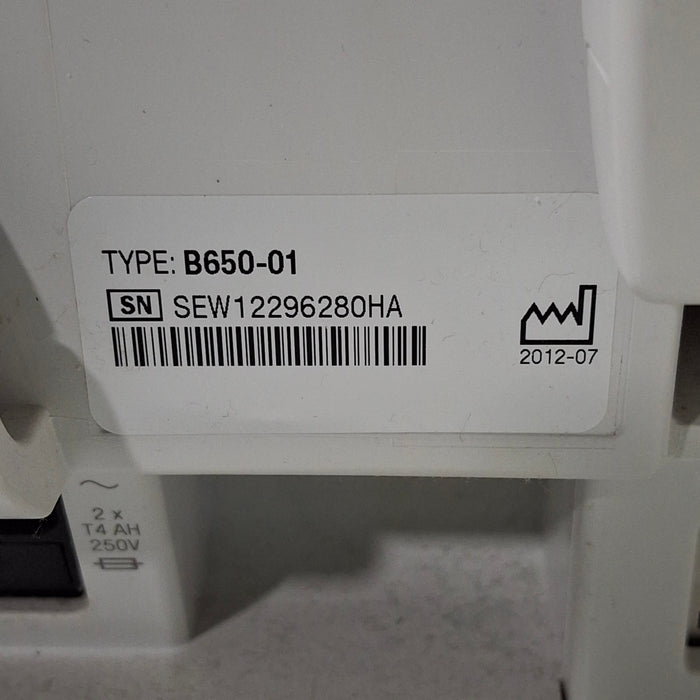 TYPE: B650-01
SN SEW12296280HA
2012-07
2 x
T4 AH
250V